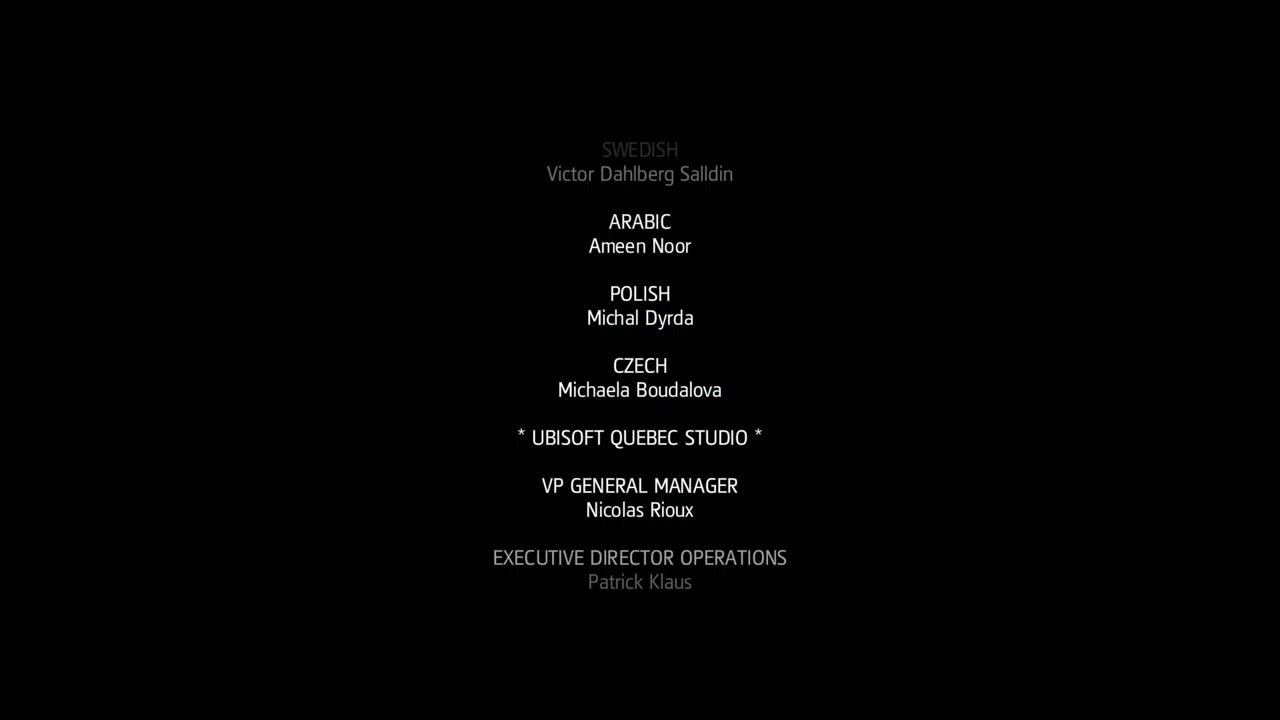 SWEDISH
Victor Dahlberg Salldin
ARABIC
Ameen Noor
POLISH
Michal Dyrda
CZECH
Michaela Boudalova
* UBISOFT QUEBEC STUDIO *
VP GENERAL MANAGER
Nicolas Rioux
EXECUTIVE DIRECTOR OPERATIONS
Patrick Klaus